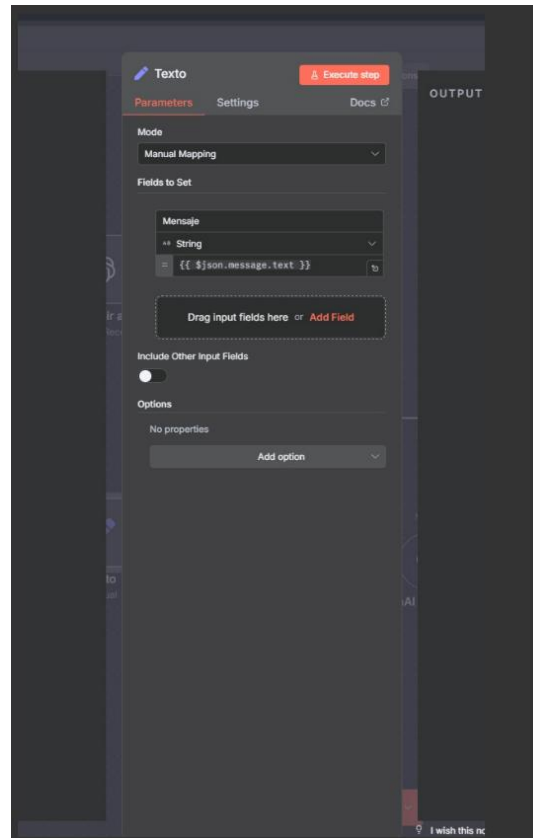 Texto
Execute step
OUTPUT
Parameters
Settings
Docs
Mode
Manual Mapping
Fields to Set
Mensaje
String
= {{ $json.message.text }}
Drag input fields here or Add Field
Include Other Input Fields
Options
No properties
Add option
AI
I wish this no